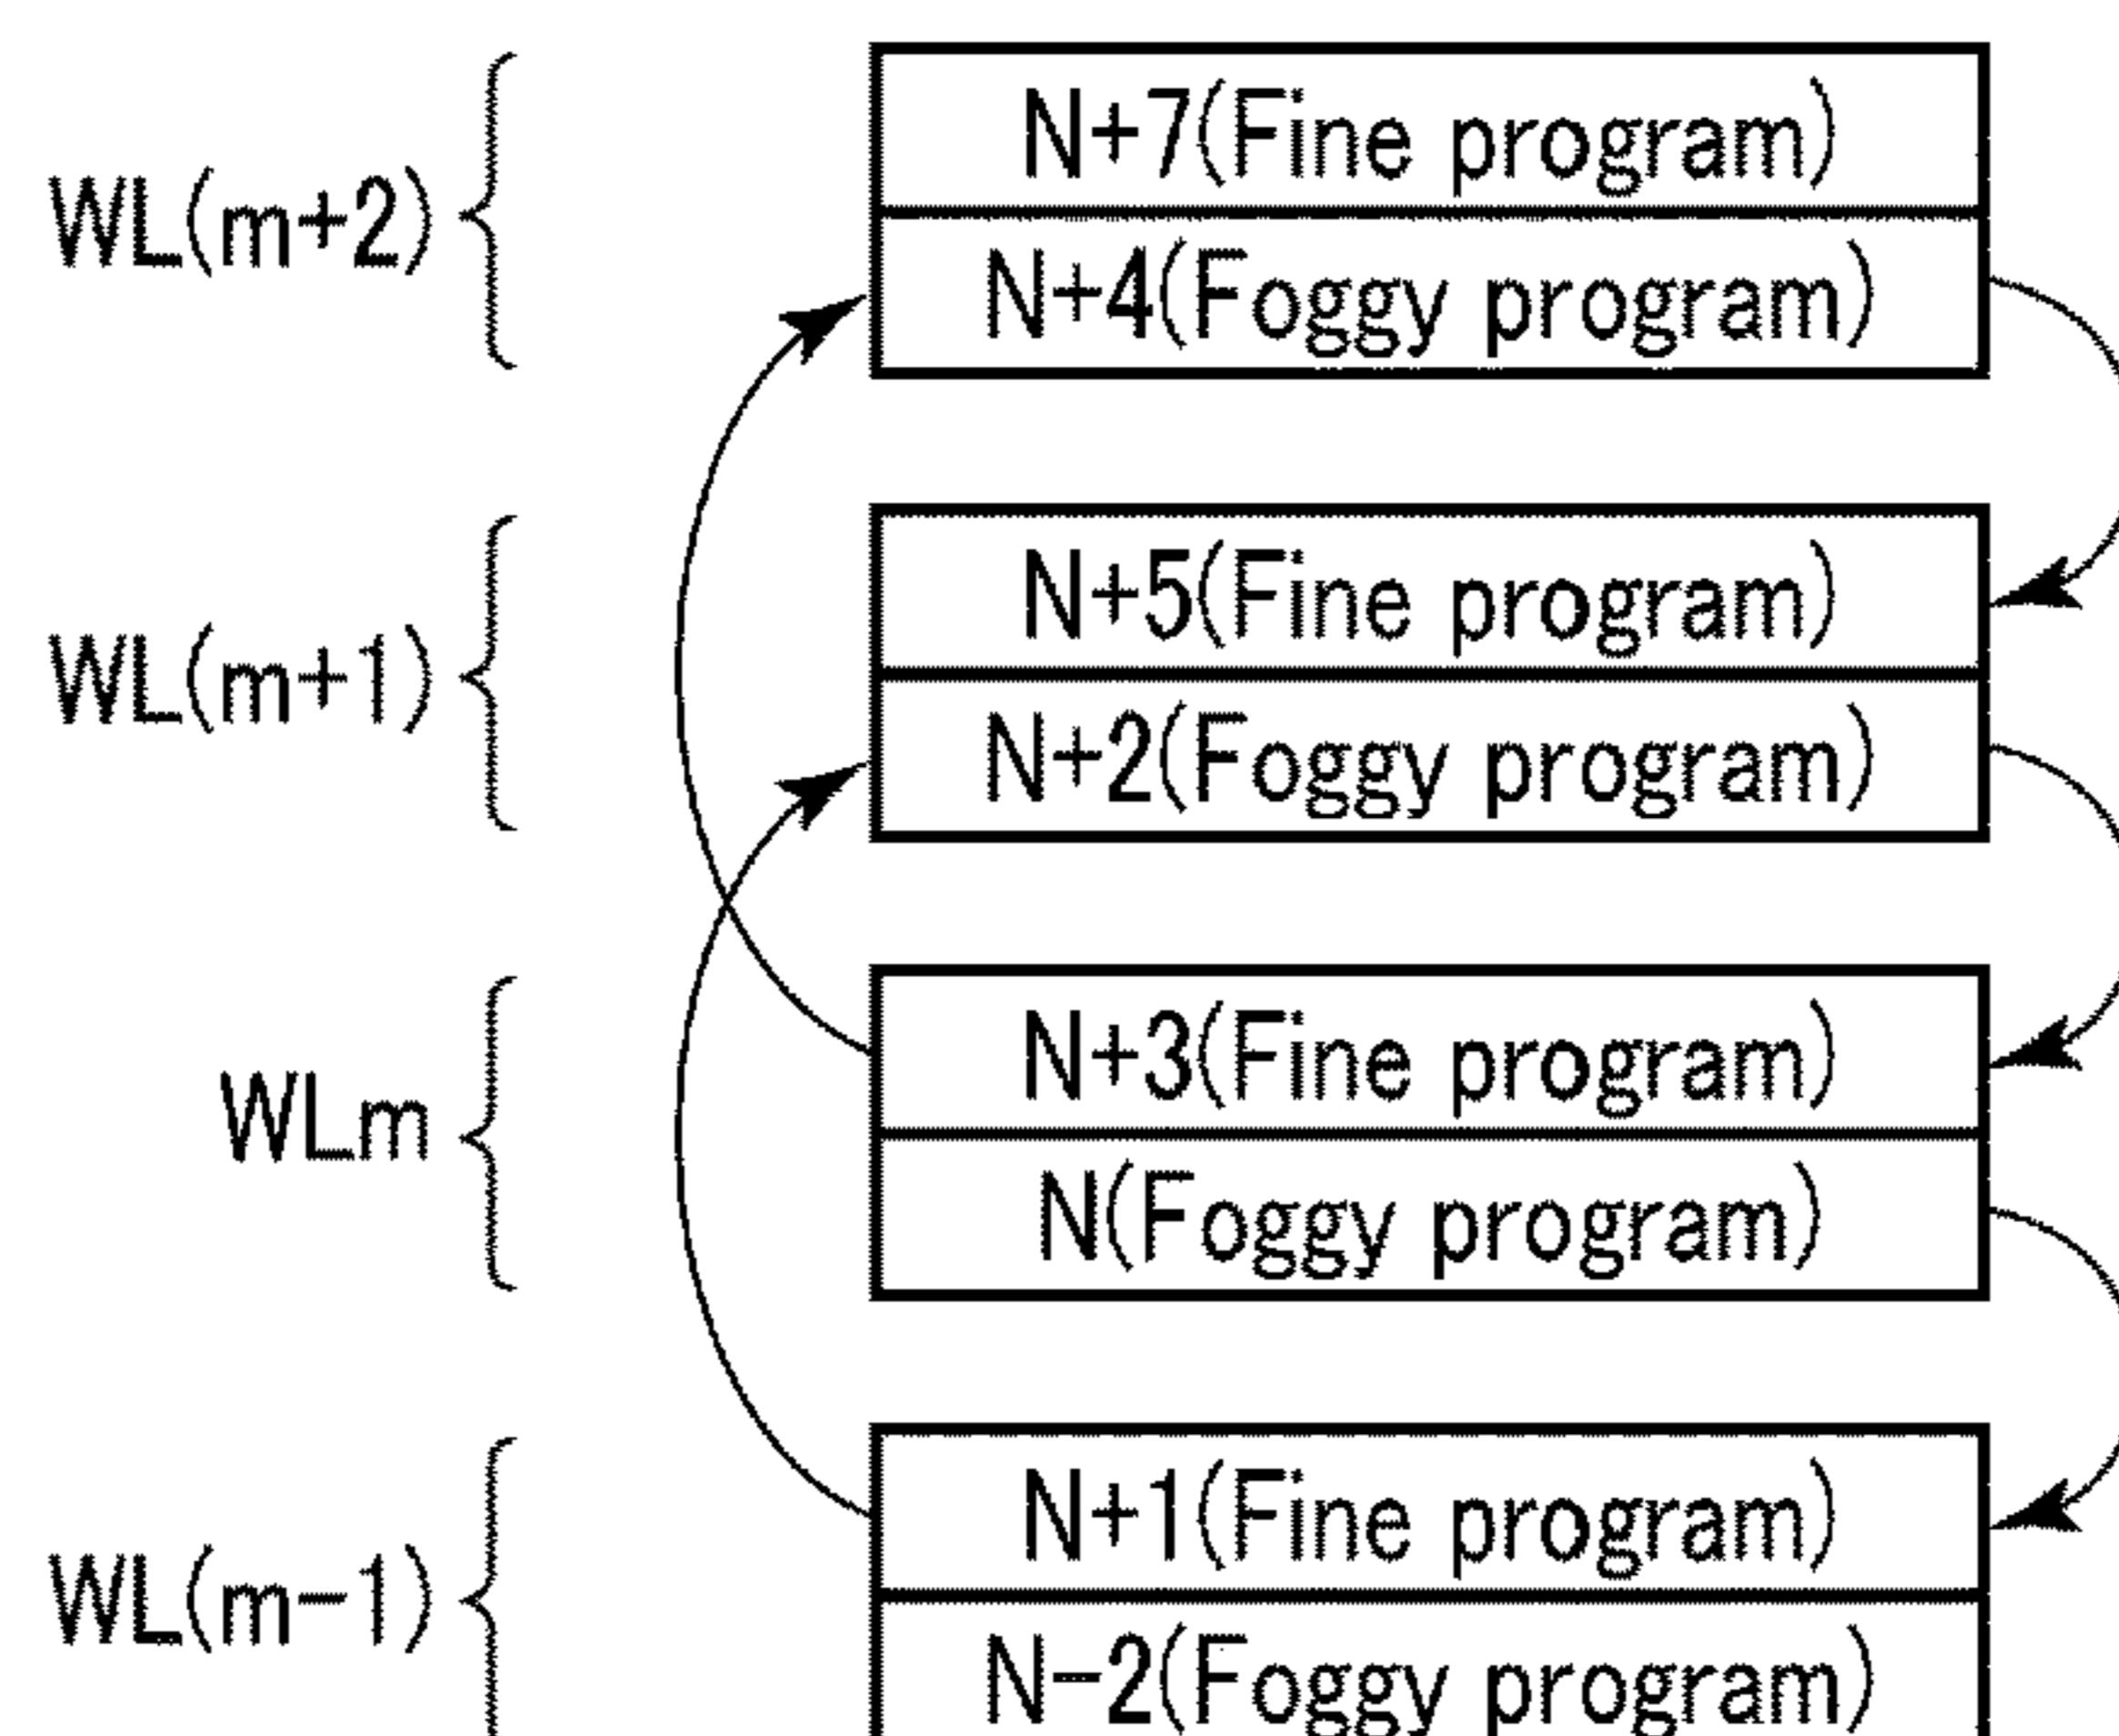 N+7(Fine program)
WL(m+2)
N+4(Foggy program)
N+5(Fine program)
WL(m+1)
N+2(Foggy program)
N+3(Fine program)
WLm
N(Foggy program)
N+1(Fine program)
WL(m-1)
N-2(Foggy program)